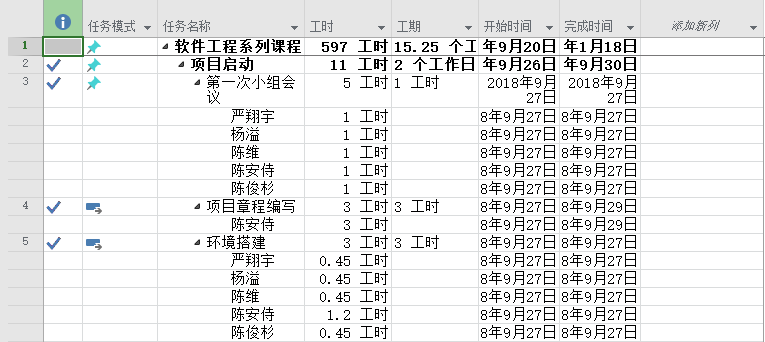 任务模式 任务名称 工时 工期 开始时间 完成时间 添加新列
1 软件工程系列课程 597 工时 15.25 个工 年9月20日 年1月18日
2 项目启动 11 工时 2 个工作日 年9月26日 年9月30日
3 第一次小组会 5 工时 1 工时 2018年9月 2018年9月
议 27日 27日
严翔宇 1 工时 8年9月27日 8年9月27日
杨溢 1 工时 8年9月27日 8年9月27日
陈维 1 工时 8年9月27日 8年9月27日
陈安侍 1 工时 8年9月27日 8年9月27日
陈俊杉 1 工时 8年9月27日 8年9月27日
4 项目章程编写 3 工时 3 工时 8年9月27日 8年9月29日
陈安侍 3 工时 8年9月27日 8年9月29日
5 环境搭建 3 工时 3 工时 8年9月27日 8年9月27日
严翔宇 0.45 工时 8年9月27日 8年9月27日
杨溢 0.45 工时 8年9月27日 8年9月27日
陈维 0.45 工时 8年9月27日 8年9月27日
陈安侍 1.2 工时 8年9月27日 8年9月27日
陈俊杉 0.45 工时 8年9月27日 8年9月27日